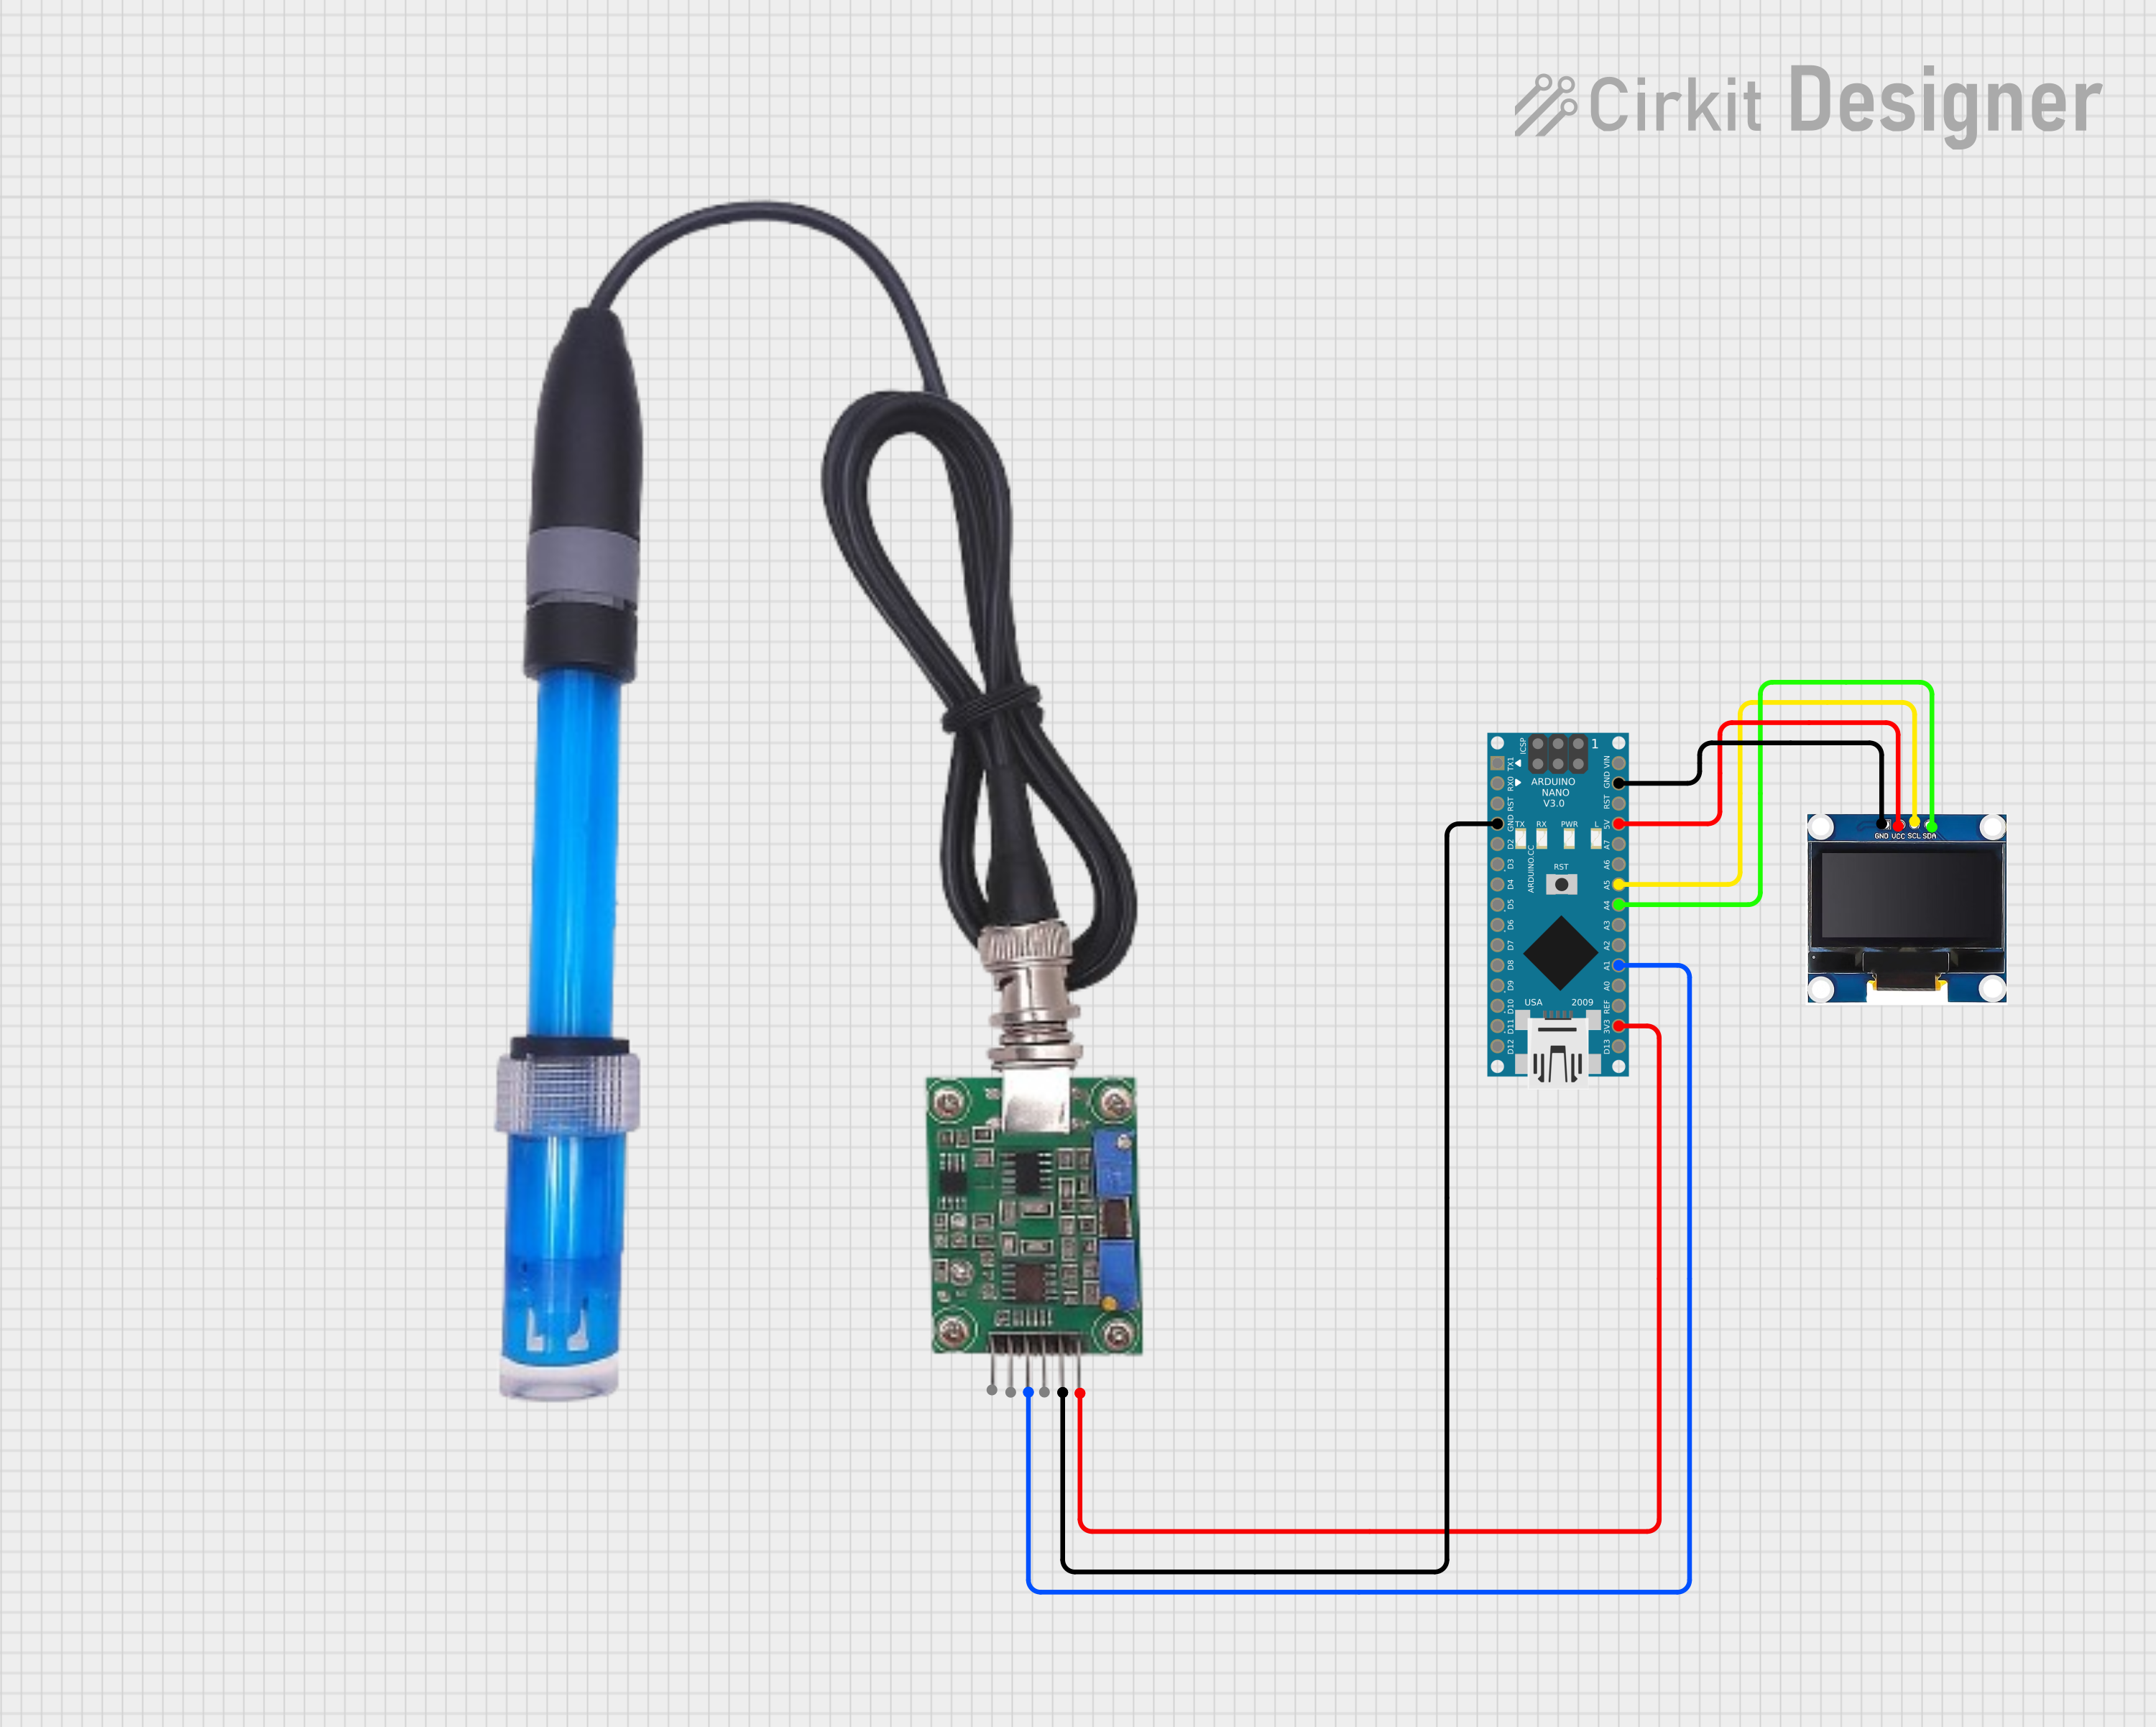 Cirkit Designer
ICSP
1
ARDUINO
NANO
V3.0
TX
RX
PWR
L
RST
ARDUINO.CC
USA
2009
TX1
RX0
RST
GND
D2
D3
D4
D5
D6
D7
D8
D9
D10
D11
D12
VIN
GND
RST
5V
A7
A6
A5
A4
A3
A2
A1
A0
REF
3V3
D13
GND VCC SCL SDA